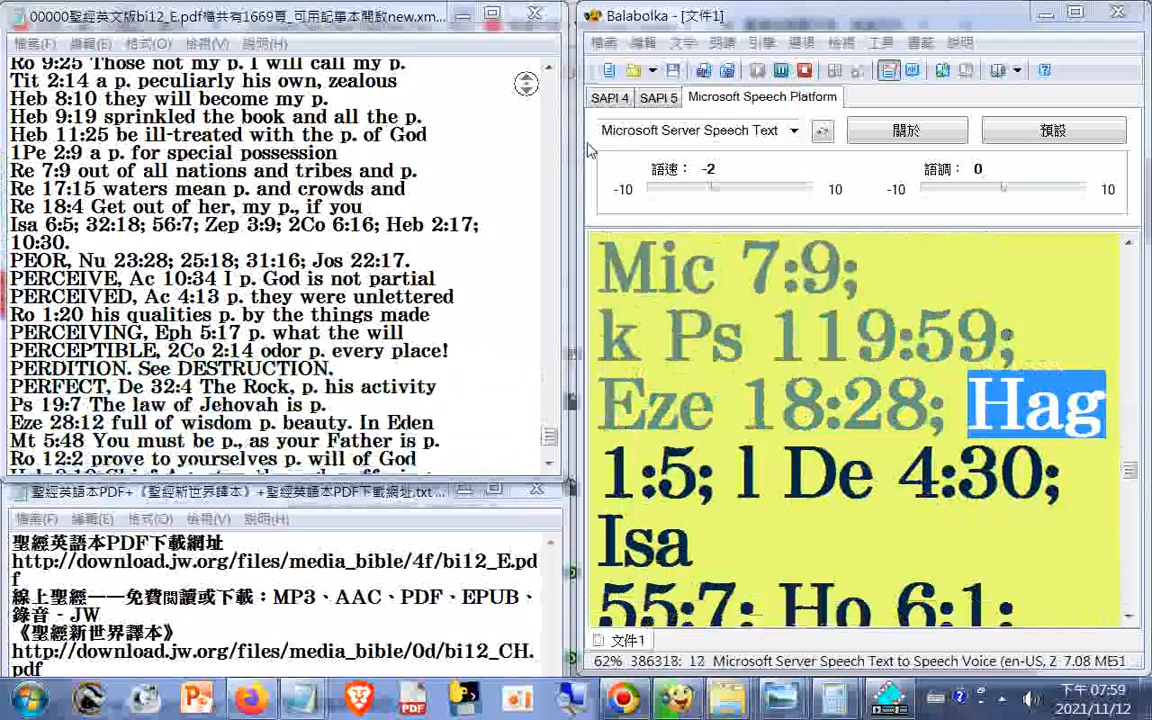 00000聖經英文版bi12_E.pdf檔共有1669頁_可用記事本開啟new.xm...
檔案(F) 編輯(E) 格式(O) 檢視(V) 說明(H)
Ro 9:25 Those not my p. I will call my p.
Tit 2:14 a p. peculiarly his own, zealous
Heb 8:10 they will become my p.
Heb 9:19 sprinkled the book and all the p.
Heb 11:25 be ill-treated with the p. of God
1Pe 2:9 a p. for special possession
Re 7:9 out of all nations and tribes and p.
Re 17:15 waters mean p. and crowds and
Re 18:4 Get out of her, my p., if you
Isa 6:5; 32:18; 56:7; Zep 3:9; 2Co 6:16; Heb 2:17;
10:30.
PEOR, Nu 23:28; 25:18; 31:16; Jos 22:17.
PERCEIVE, Ac 10:34 I p. God is not partial
PERCEIVED, Ac 4:13 p. they were unlettered
Ro 1:20 his qualities p. by the things made
PERCEIVING, Eph 5:17 p. what the will
PERCEPTIBLE, 2Co 2:14 odor p. every place!
PERDITION. See DESTRUCTION.
PERFECT, De 32:4 The Rock, p. his activity
Ps 19:7 The law of Jehovah is p.
Eze 28:12 full of wisdom p. beauty. In Eden
Mt 5:48 You must be p., as your Father is p.
Ro 12:2 prove to yourselves p. will of God
聖經英語本PDF+《聖經新世界譯本》+聖經英語本PDF下載網址.txt ...
檔案(F) 編輯(E) 格式(O) 檢視(V) 說明(H)
聖經英語本PDF下載網址
http://download.jw.org/files/media_bible/4f/bi12_E.pd
f
線上聖經——免費閱讀或下載：MP3、AAC、PDF、EPUB、
錄音 - JW
《聖經新世界譯本》
http://download.jw.org/files/media_bible/0d/bi12_CH.
pdf
Balabolka - [文件1]
檔案 編輯 文字 朗讀 引擎 選項 檢視 工具 書籤 說明
SAPI 4 SAPI 5 Microsoft Speech Platform
Microsoft Server Speech Text 關於 預設
語速： -2 語調： 0
-10 10 -10 10
Mic 7:9;
k Ps 119:59;
Eze 18:28; Hag
1:5; l De 4:30;
Isa
55:7; Ho 6:1;
文件1
62% 386318: 12 Microsoft Server Speech Text to Speech Voice (en-US, Z 7.08 ME51
下午 07:59
2021/11/12